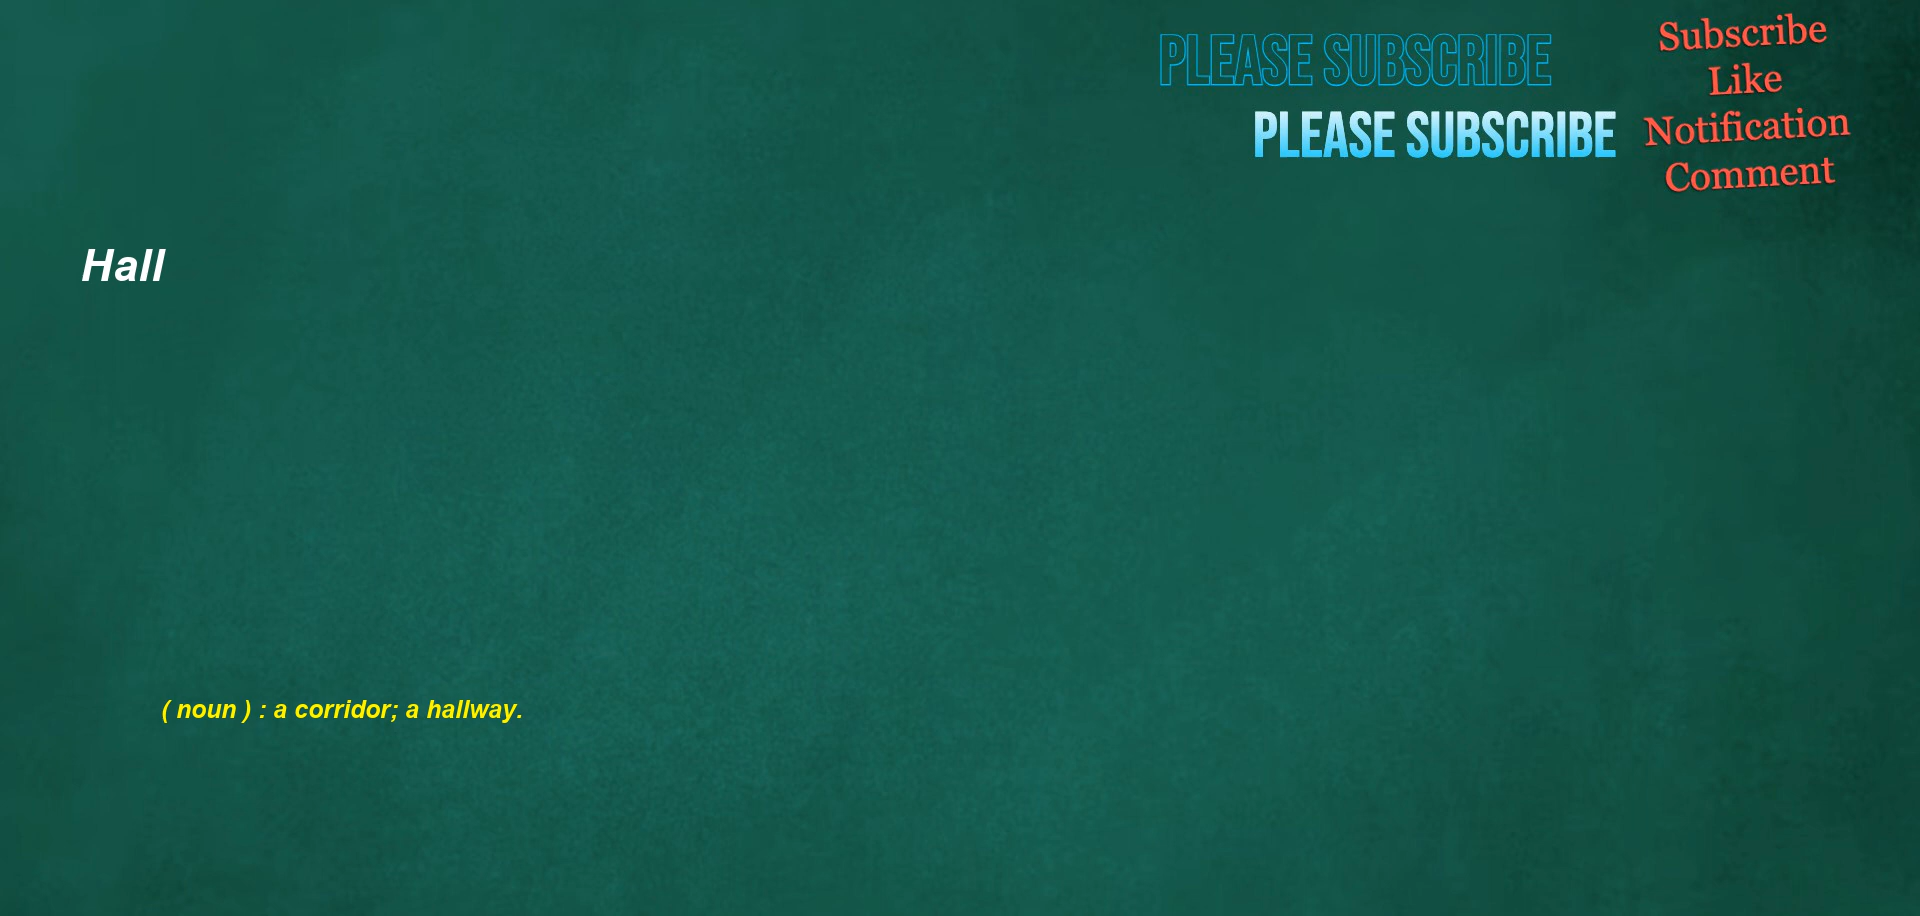 PLEASE SUBSCRIBE
PLEASE SUBSCRIBE
Subscribe
Like
Notification
Comment
Hall
( noun ) : a corridor; a hallway.